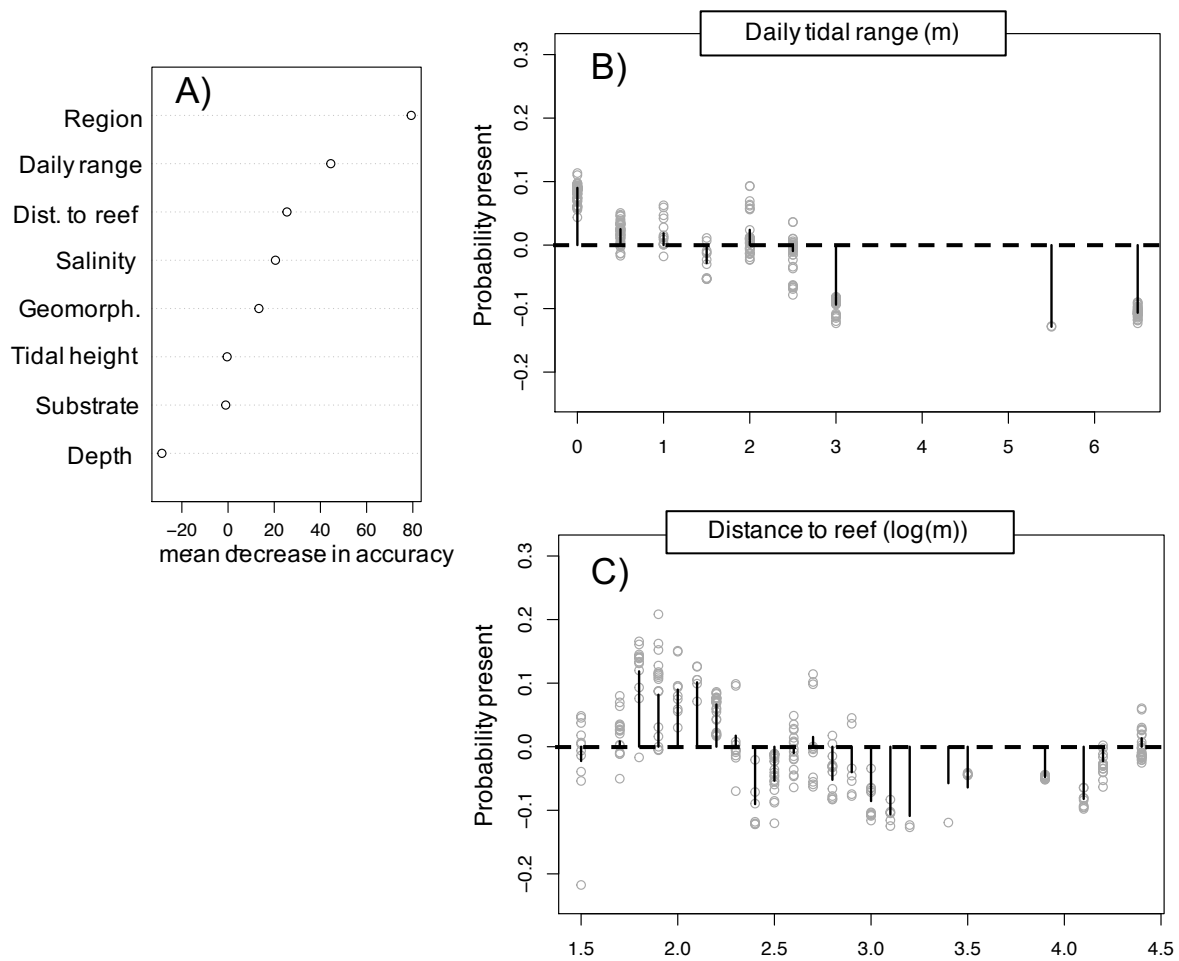 A)
Region
Daily range
Dist. to reef
Salinity
Geomorph.
Tidal height
Substrate
Depth
−20 0 20 40 60 80
mean decrease in accuracy
Daily tidal range (m)
B)
Probability present
0.3
0.2
0.1
0.0
−0.1
−0.2
0 1 2 3 4 5 6
Distance to reef (log(m))
C)
Probability present
0.3
0.2
0.1
0.0
−0.1
−0.2
1.5 2.0 2.5 3.0 3.5 4.0 4.5